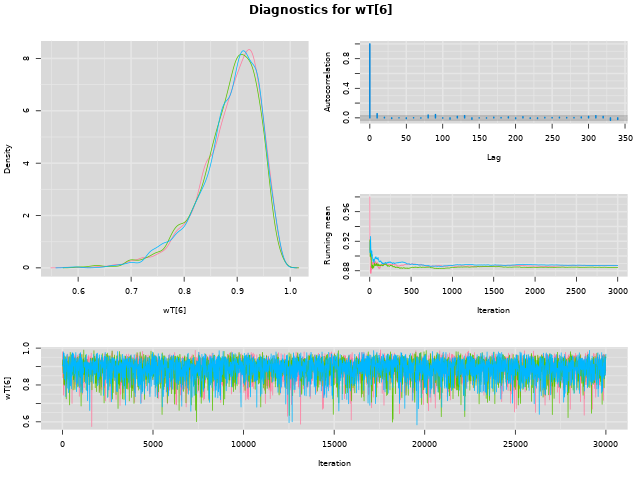 Diagnostics for wT[6]
Density
0 2 4 6 8
0.6 0.7 0.8 0.9 1.0
wT[6]
Autocorrelation
0.0 0.4 0.8
0 50 100 150 200 250 300 350
Lag
Running mean
0.88 0.92 0.96
0 500 1000 1500 2000 2500 3000
Iteration
wT[6]
0.6 0.8 1.0
0 5000 10000 15000 20000 25000 30000
Iteration